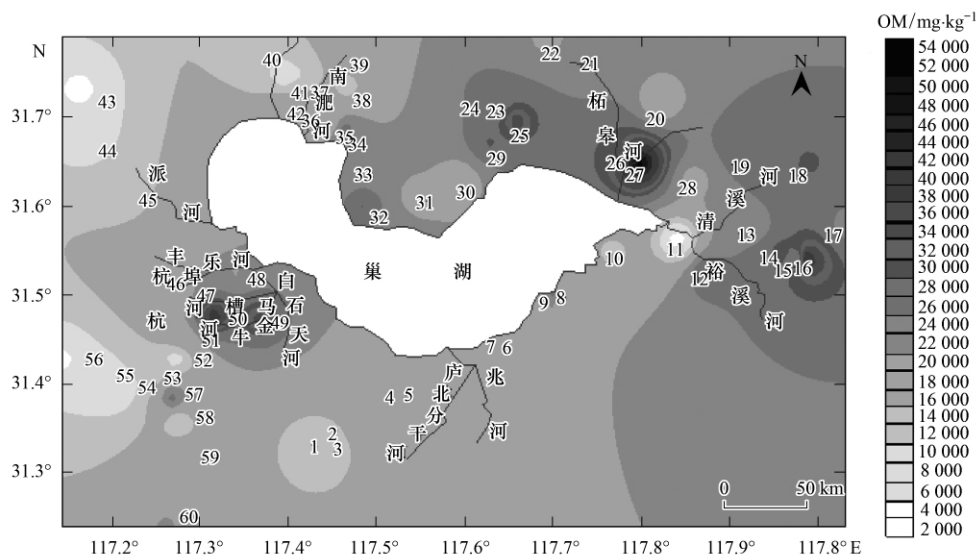 OM/mg·kg⁻¹
54 000
52 000
50 000
48 000
46 000
44 000
42 000
40 000
38 000
36 000
34 000
32 000
30 000
28 000
26 000
24 000
22 000
20 000
18 000
16 000
14 000
12 000
10 000
8 000
6 000
4 000
2 000
N
31.7
31.6
31.5
31.4
31.3
117.2
117.3
117.4
117.5
117.6
117.7
117.8
117.9
117.8°E
N
0 50 km
40
39
南
41
37
淝
38
42
36
河
35
34
33
43
44
派
45
河
22
21
柘
24
23
皋
20
25
河
29
26
27
19
河
18
28
溪
清
30
31
32
巢 湖
10
11
13
17
12
裕
14
15
16
溪
河
9
8
7
6
丰
乐
河
杭
埠
46
48
白
47
河
槽
马
石
杭
河
50
金
49
天
51
牛
河
56
55
54
53
52
57
58
59
60
庐
兆
北
4
5
分
干
河
河
1
2
3